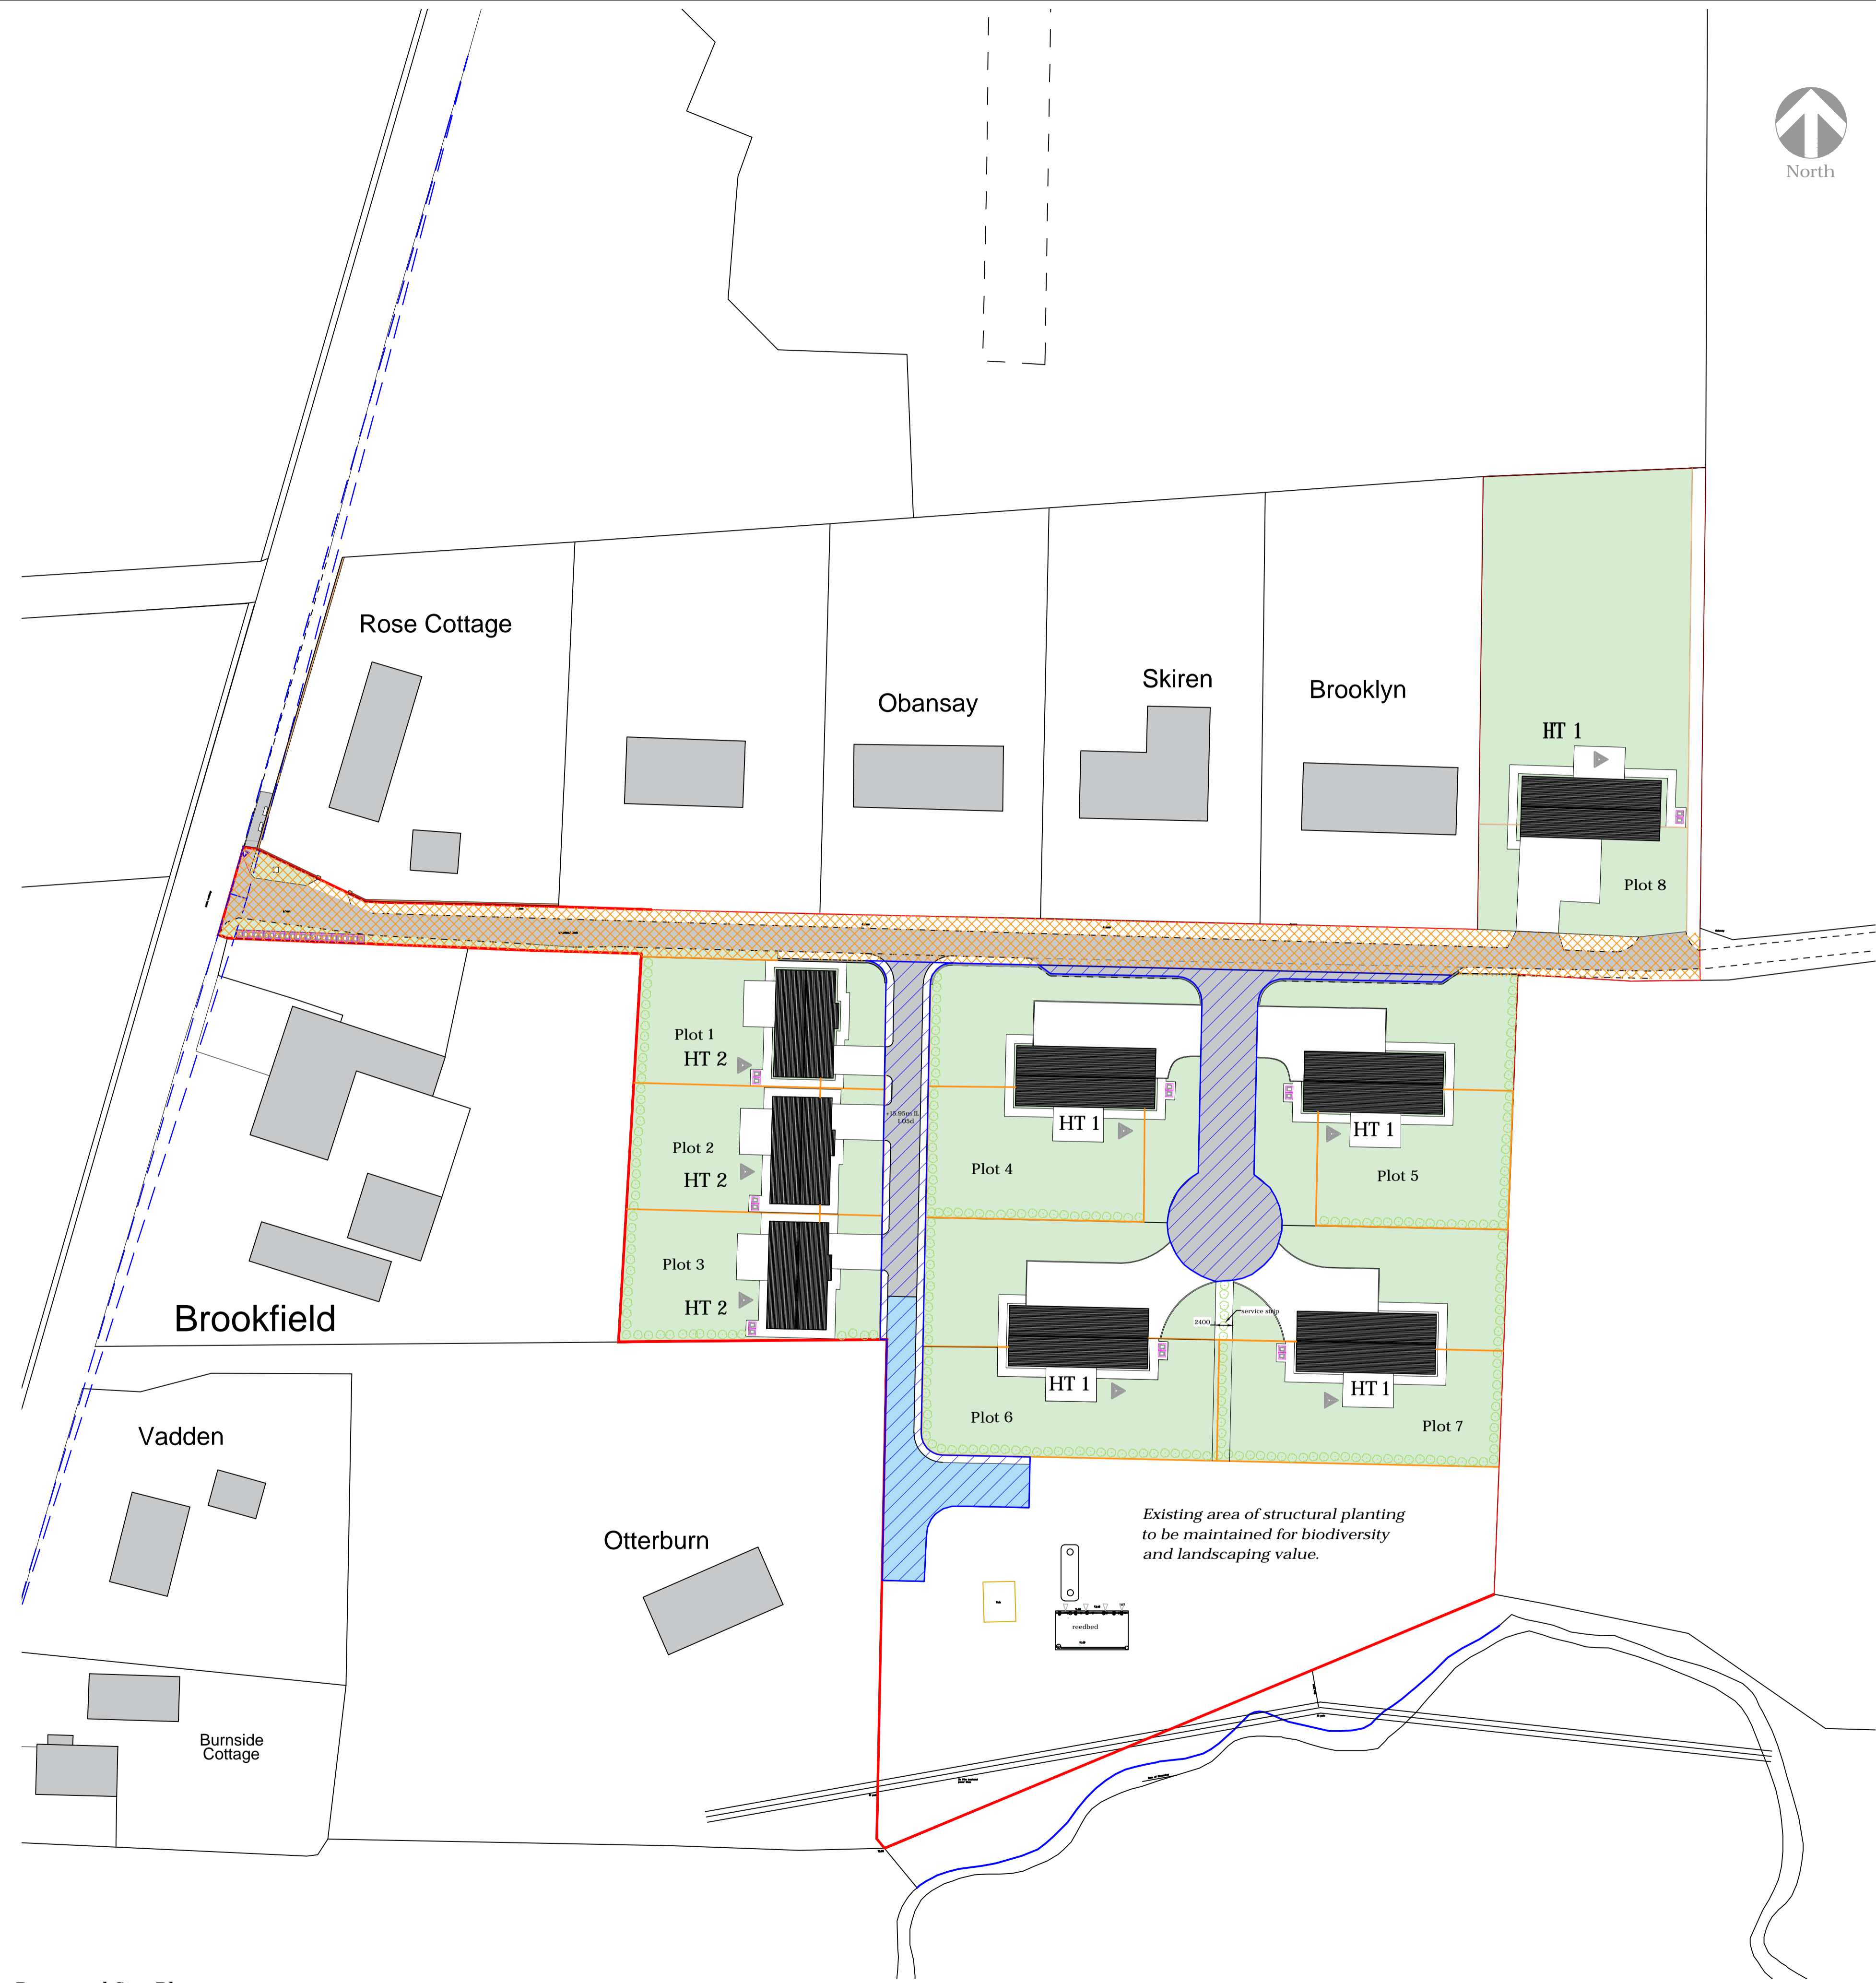 North
Rose Cottage
Obansay
Skiren
Brooklyn
HT 1
Plot 8
Plot 1
HT 2
Plot 2
HT 2
Plot 3
HT 2
HT 1
Plot 4
HT 1
Plot 5
service strip
2400
HT 1
Plot 6
HT 1
Plot 7
Brookfield
Vadden
Otterburn
Existing area of structural planting
to be maintained for biodiversity
and landscaping value.
reedbed
Burnside
Cottage